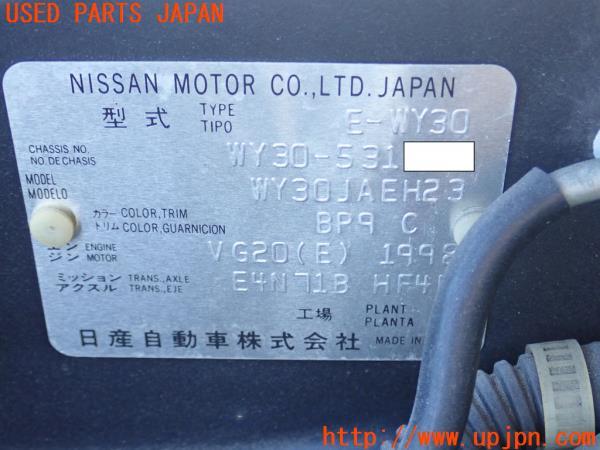 USED PARTS JAPAN
NISSAN MOTOR CO.,LTD. JAPAN
型式 TYPE TIPO E-WY30
CHASSIS NO. NO.DE CHASIS WY30-531
MODEL MODELO WY30JAEH23
カラー COLOR,TRIM トリム COLOR,GUARNICION BP9 C
エン ENGINE ジン MOTOR VG20(E) 1998
ミッション TRANS.,AXLE アクスル TRANS.,EJE E4N71B HF4
工場 PLANT PLANTA
日産自動車株式会社 MADE IN
http://www.upjpn.com/